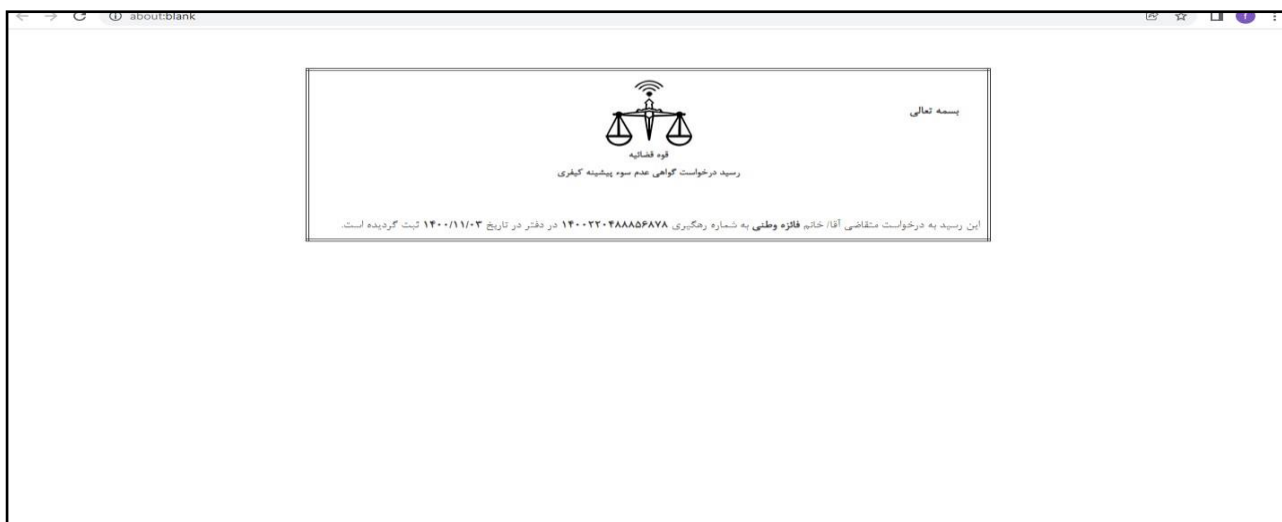 about:blank
بسمه تعالی
قوه قضائیه
رسید درخواست گواهی عدم سوء پیشینه کیفری
این رسید به درخواست متقاضی آقا/ خانم فائزه وطنی به شماره رهگیری ۱۴۰۰۲۲۰۴۸۸۸۵۶۸۷۸ در دفتر در تاریخ ۱۴۰۰/۱۱/۰۳ ثبت گردیده است.